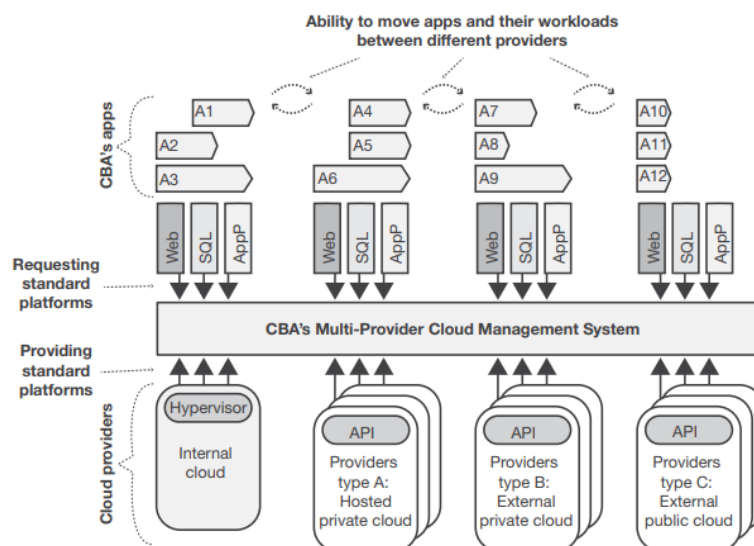 Ability to move apps and their workloads
between different providers
CBA's apps
A1
A4
A7
A10
A2
A5
A8
A11
A3
A6
A9
A12
Web
SQL
AppP
Web
SQL
AppP
Web
SQL
AppP
Web
SQL
AppP
Requesting
standard
platforms
CBA's Multi-Provider Cloud Management System
Providing
standard
platforms
Cloud providers
Hypervisor
Internal
cloud
API
Providers
type A:
Hosted
private cloud
API
Providers
type B:
External
private cloud
API
Providers
type C:
External
public cloud